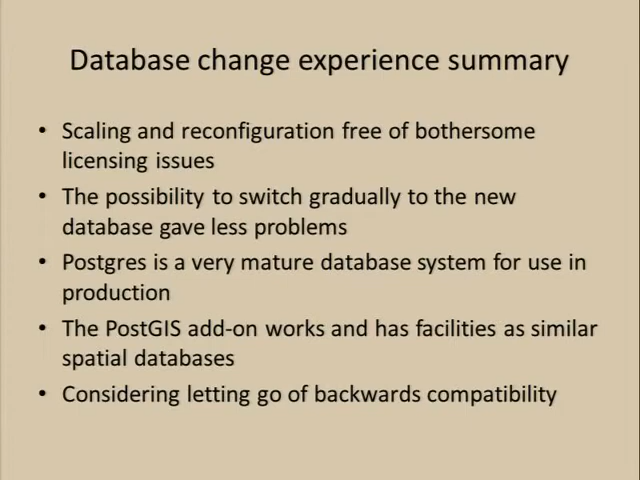 Database change experience summary
• Scaling and reconfiguration free of bothersome
licensing issues
• The possibility to switch gradually to the new
database gave less problems
• Postgres is a very mature database system for use in
production
• The PostGIS add-on works and has facilities as similar
spatial databases
• Considering letting go of backwards compatibility